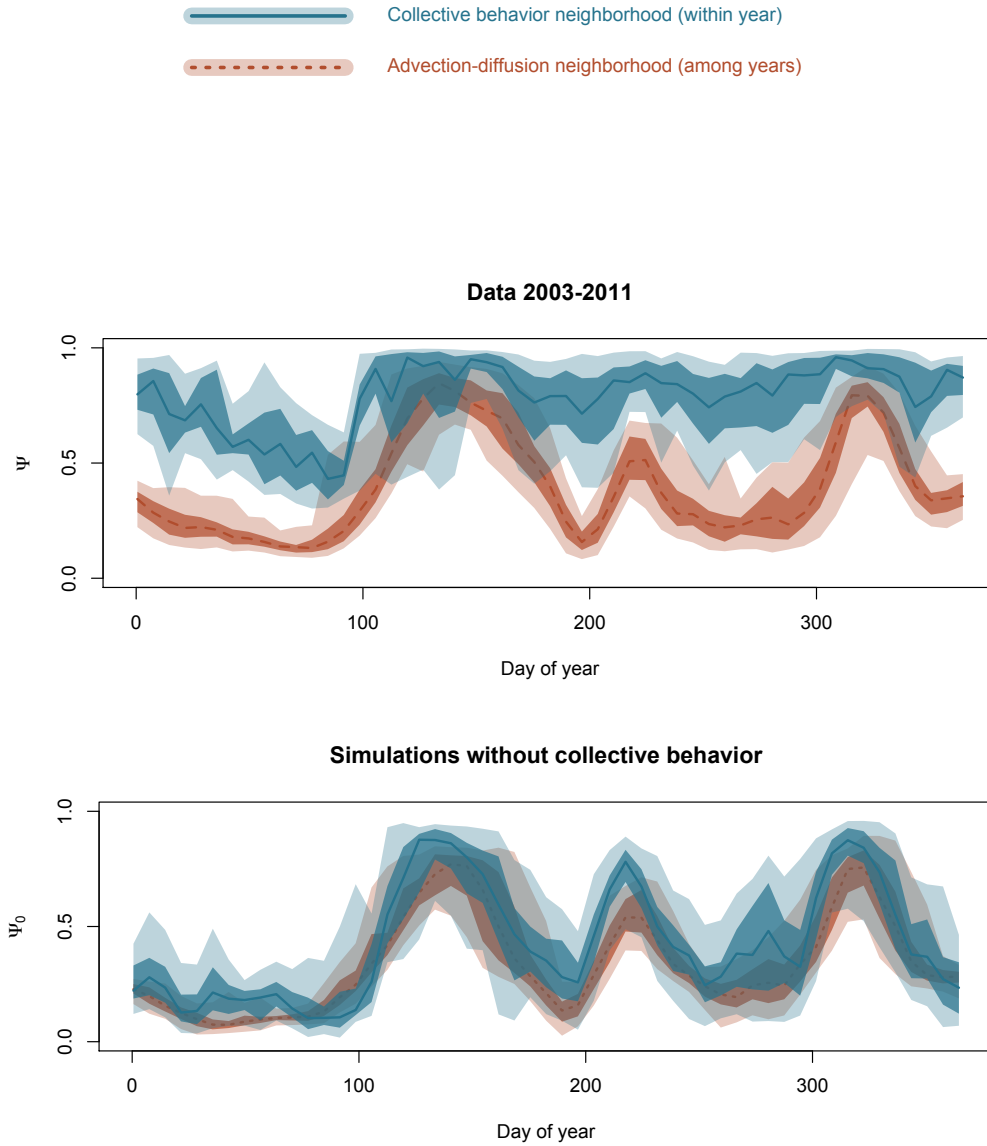 Collective behavior neighborhood (within year)
Advection-diffusion neighborhood (among years)
Data 2003-2011
1.0
0.5
0.0
Ψ
0 100 200 300
Day of year
Simulations without collective behavior
1.0
0.5
0.0
Ψ₀
0 100 200 300
Day of year